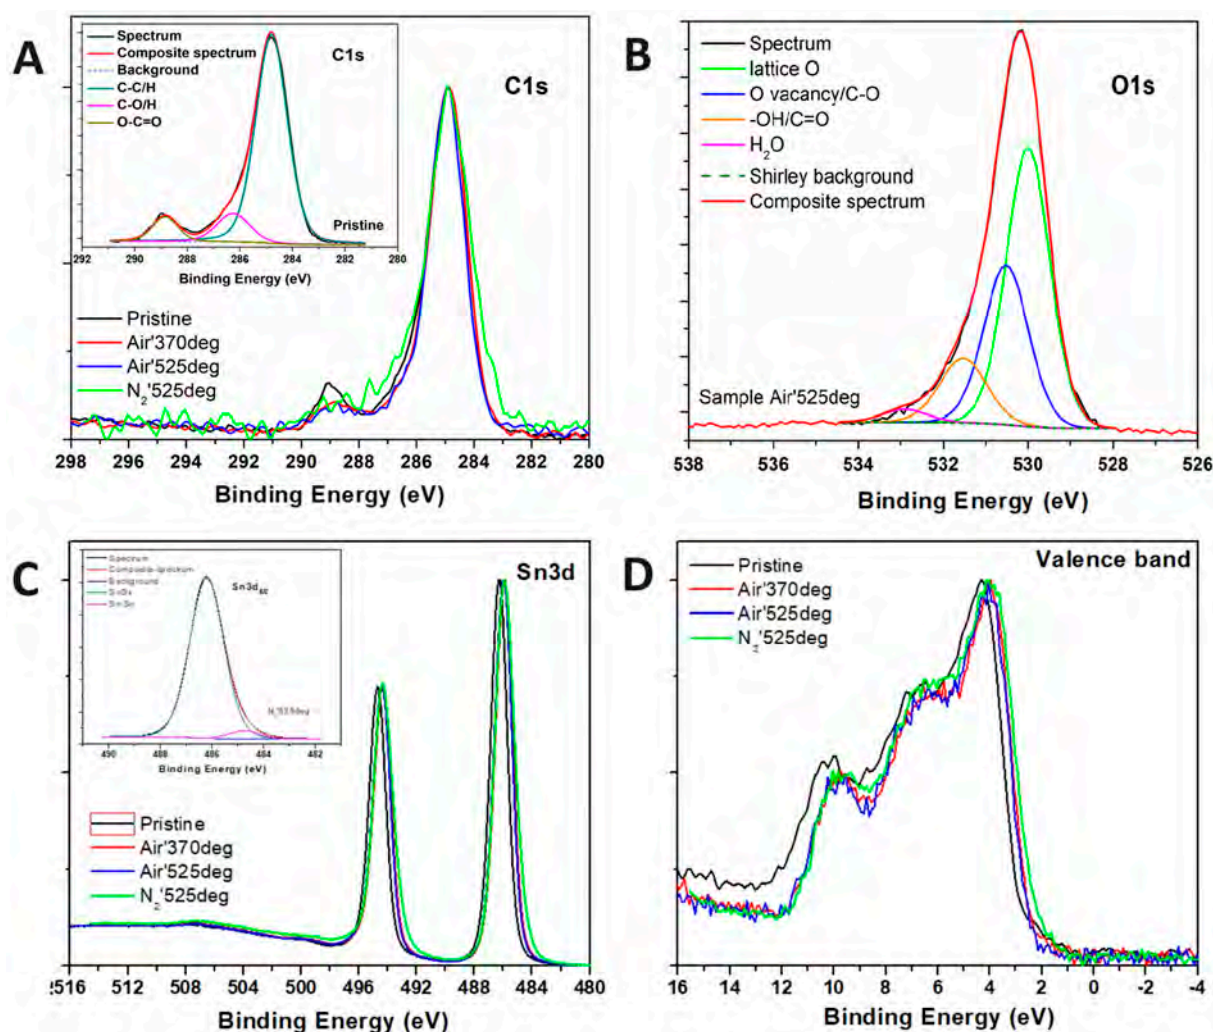 A
Spectrum
Composite spectrum
Background
C-C/H
C-O/H
O-C=O
C1s
Pristine
292 290 288 286 284 282 280
Binding Energy (eV)
C1s
Pristine
Air'370deg
Air'525deg
N2'525deg
298 296 294 292 290 288 286 284 282 280
Binding Energy (eV)
B
Spectrum
lattice O
O vacancy/C-O
-OH/C=O
H2O
Shirley background
Composite spectrum
O1s
Sample Air'525deg
538 536 534 532 530 528 526
Binding Energy (eV)
C
Spectrum
Composite spectrum
Background
Sn3d5/2
490 488 486 484 482
Binding Energy (eV)
Sn3d
Pristine
Air'370deg
Air'525deg
N2'525deg
516 512 508 504 500 496 492 488 484 480
Binding Energy (eV)
D
Pristine
Air'370deg
Air'525deg
N2'525deg
Valence band
16 14 12 10 8 6 4 2 0 -2 -4
Binding Energy (eV)